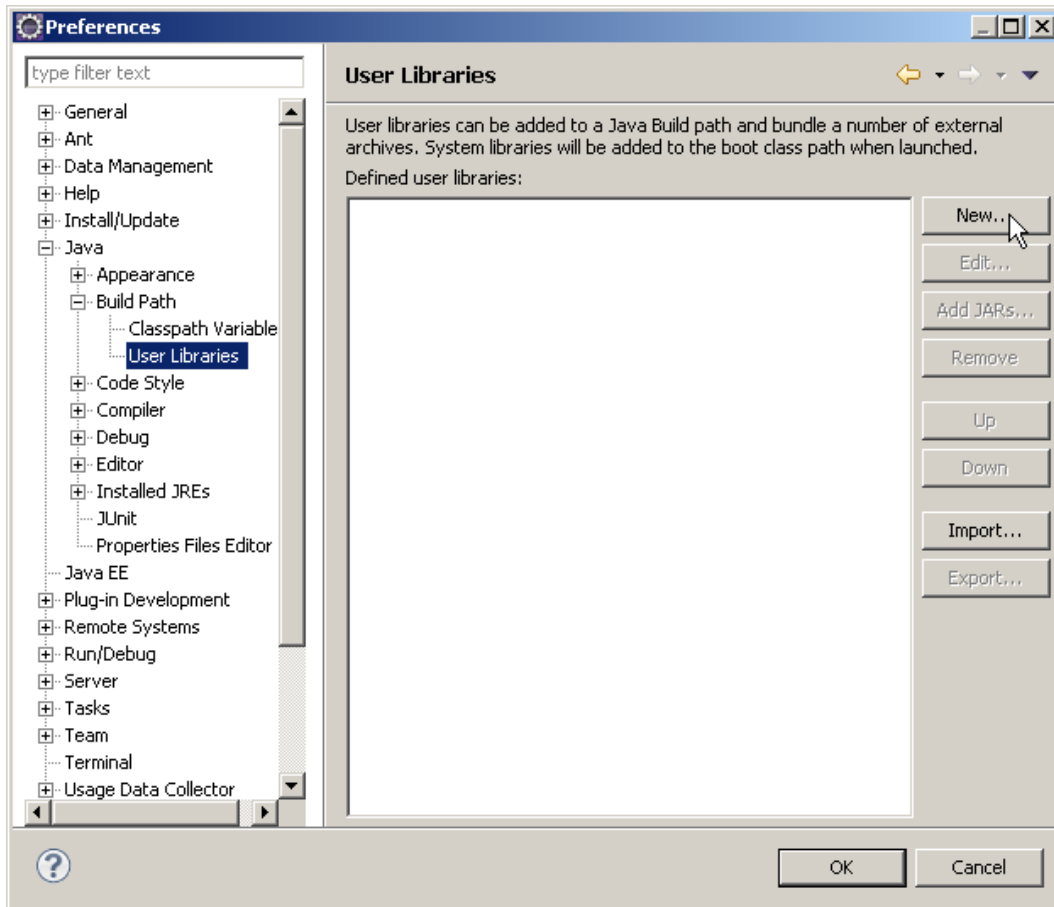 Preferences
type filter text
General
Ant
Data Management
Help
Install/Update
Java
Appearance
Build Path
Classpath Variable
User Libraries
Code Style
Compiler
Debug
Editor
Installed JREs
JUnit
Properties Files Editor
Java EE
Plug-in Development
Remote Systems
Run/Debug
Server
Tasks
Team
Terminal
Usage Data Collector
User Libraries
User libraries can be added to a Java Build path and bundle a number of external
archives. System libraries will be added to the boot class path when launched.
Defined user libraries:
New...
Edit...
Add JARs...
Remove
Up
Down
Import...
Export...
?
OK
Cancel